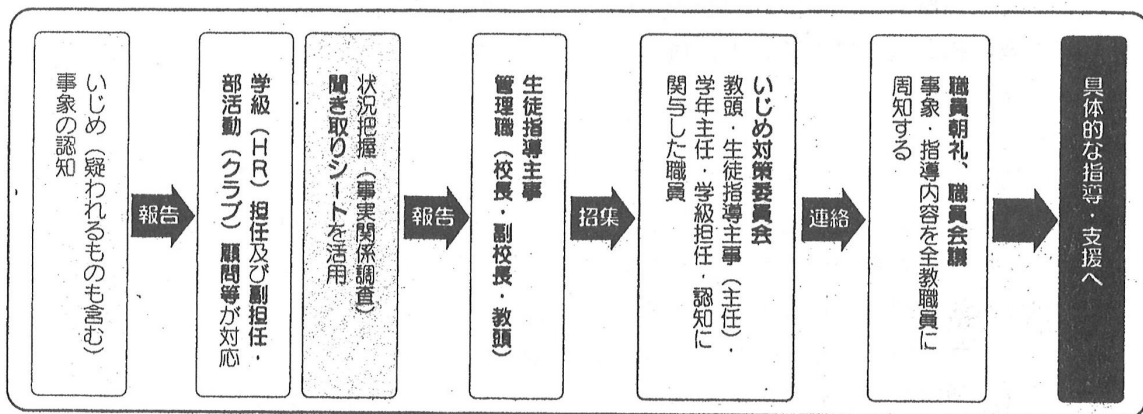 いじめ(疑われるものも含む)
事象の認知
報告
学級(HR)担任及び副担任・
部活動(クラブ)顧問等が対応
状況把握(事実関係調査)
聞き取りシートを活用
報告
生徒指導主事
管理職(校長・副校長・教頭)
招集
いじめ対策委員会
教頭・生徒指導主事(主任)・
学年主任・学級担任・認知に
関与した職員
連絡
職員朝礼、職員会議
事象・指導内容を全教職員に
周知する
具体的な指導・支援へ